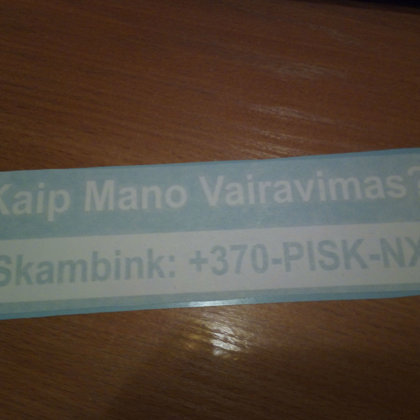 Kaip Mano Vairavimas?
Skambink: +370-PISK-NX